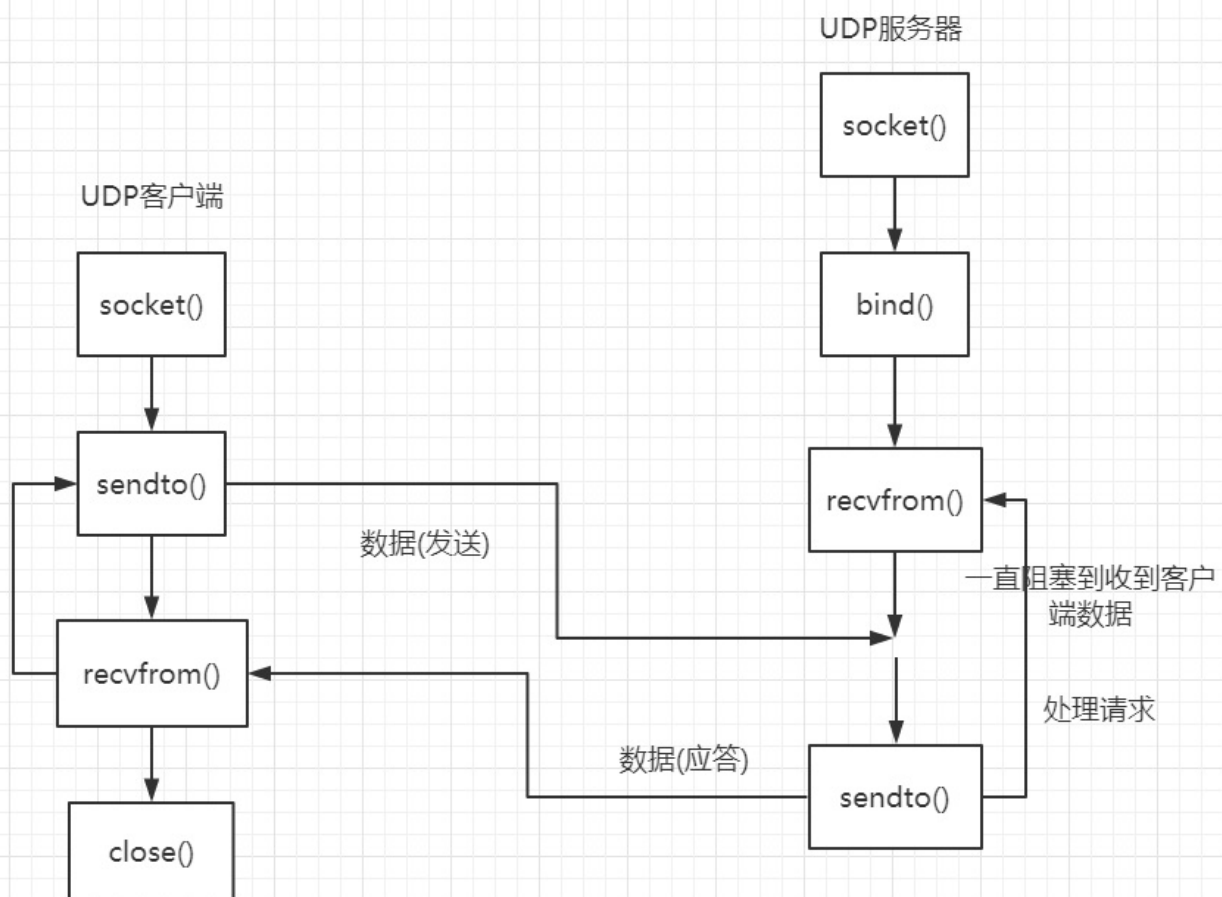 UDP服务器
socket()
UDP客户端
socket()
bind()
sendto()
recvfrom()
数据(发送)
一直阻塞到收到客户
端数据
recvfrom()
处理请求
数据(应答)
sendto()
close()